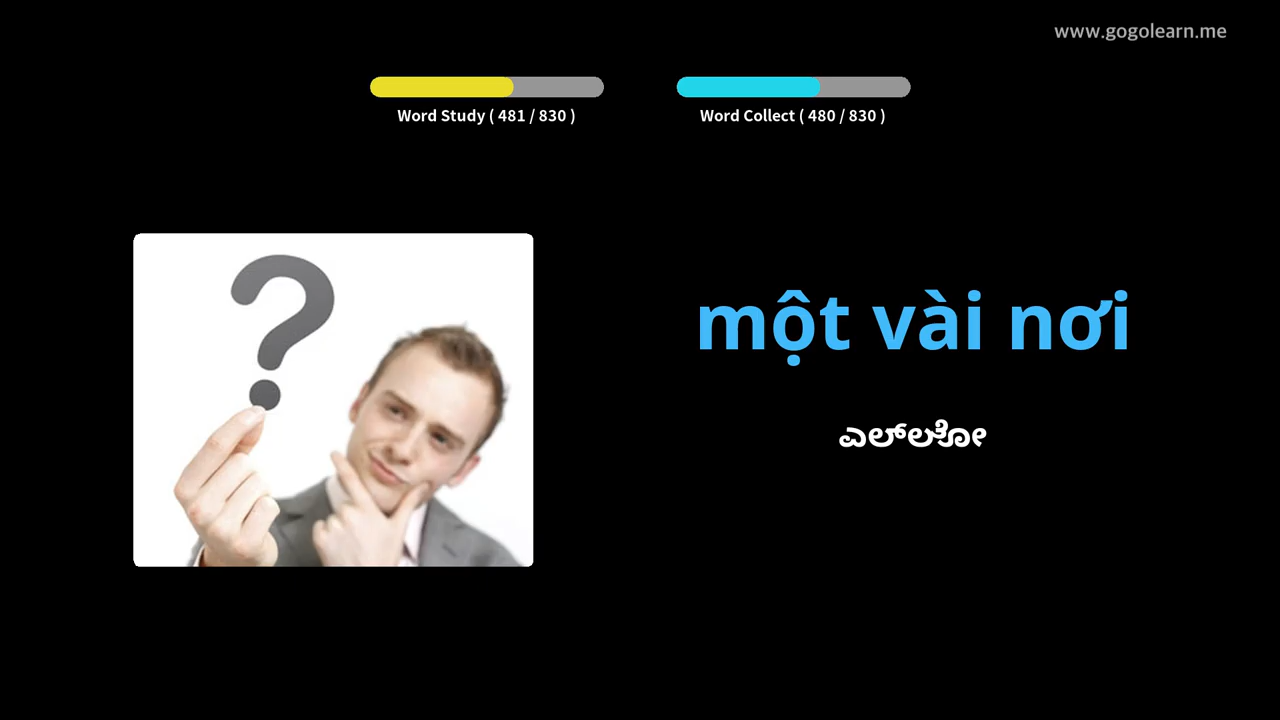 www.gogolearn.me
Word Study ( 481 / 830 )
Word Collect ( 480 / 830 )
một vài nơi
ಎಲ್ಲೋ